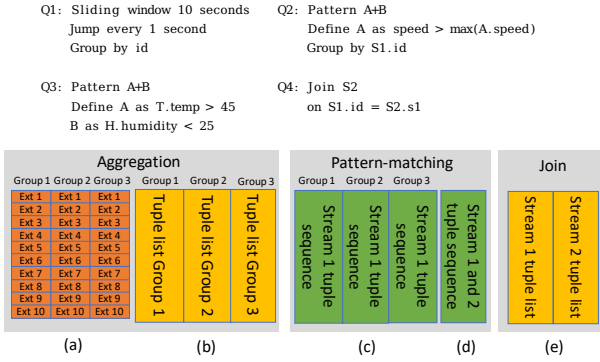 Q1: Sliding window 10 seconds
Jump every 1 second
Group by id
Q2: Pattern A+B
Define A as speed > max(A.speed)
Group by S1.id
Q3: Pattern A+B
Define A as T.temp > 45
B as H.humidity < 25
Q4: Join S2
on S1.id = S2.s1
Aggregation
Group 1 Group 2 Group 3
Ext 1 Ext 1 Ext 1
Ext 2 Ext 2 Ext 2
Ext 3 Ext 3 Ext 3
Ext 4 Ext 4 Ext 4
Ext 5 Ext 5 Ext 5
Ext 6 Ext 6 Ext 6
Ext 7 Ext 7 Ext 7
Ext 8 Ext 8 Ext 8
Ext 9 Ext 9 Ext 9
Ext 10 Ext 10 Ext 10
(a)
Group 1 Group 2 Group 3
Tuple list Group 1
Tuple list Group 2
Tuple list Group 3
(b)
Pattern-matching
Group 1 Group 2 Group 3
Stream 1 tuple
sequence
Stream 1 tuple
sequence
Stream 1 tuple
sequence
(c)
Stream 1 and 2
tuple sequence
(d)
Join
Stream 1 tuple list
Stream 2 tuple list
(e)